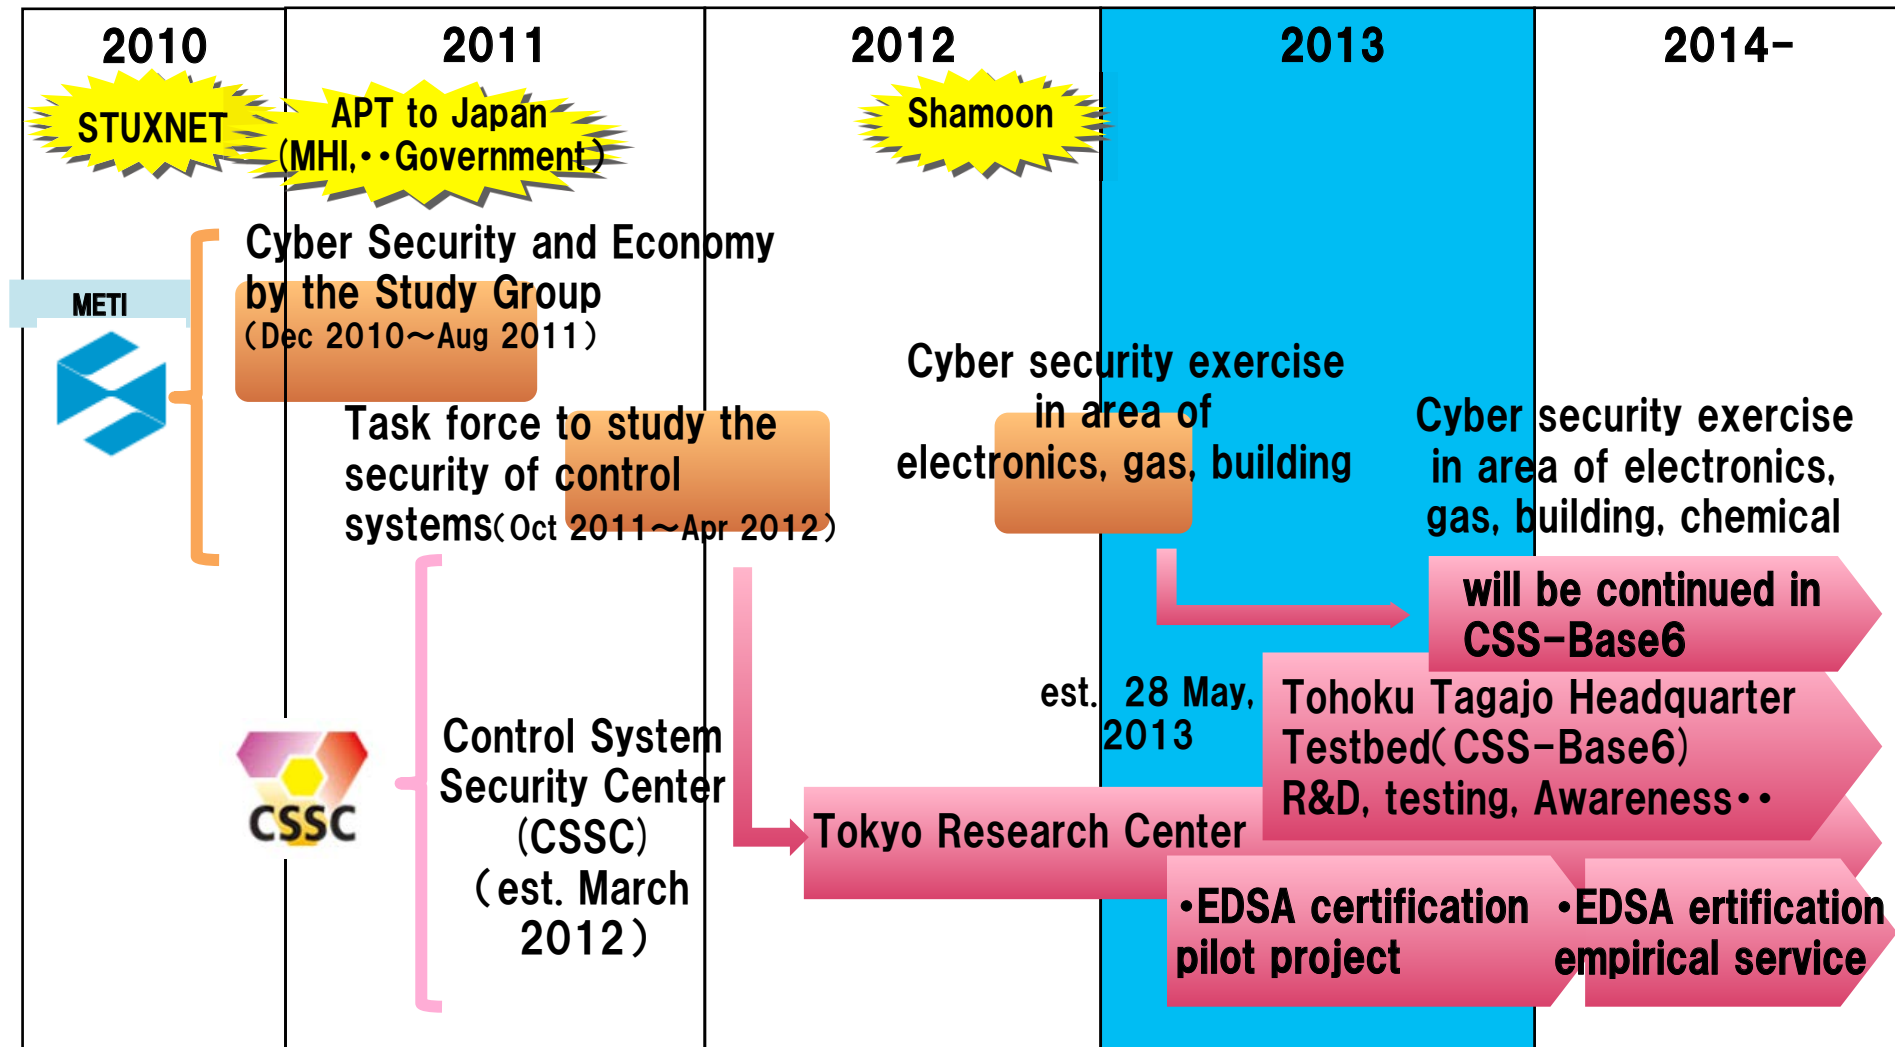 2010
2011
2012
2013
2014-
STUXNET
APT to Japan
(MHI,・・Government)
Shamoon
METI
Cyber Security and Economy
by the Study Group
(Dec 2010～Aug 2011)
Task force to study the
security of control
systems(Oct 2011～Apr 2012)
Cyber security exercise
in area of
electronics, gas, building
Cyber security exercise
in area of electronics,
gas, building, chemical
will be continued in
CSS-Base6
CSSC
Control System
Security Center
(CSSC)
(est. March
2012)
est. 28 May,
2013
Tohoku Tagajo Headquarter
Testbed(CSS-Base6)
R&D, testing, Awareness・・
Tokyo Research Center
・EDSA certification
pilot project
・EDSA ertification
empirical service